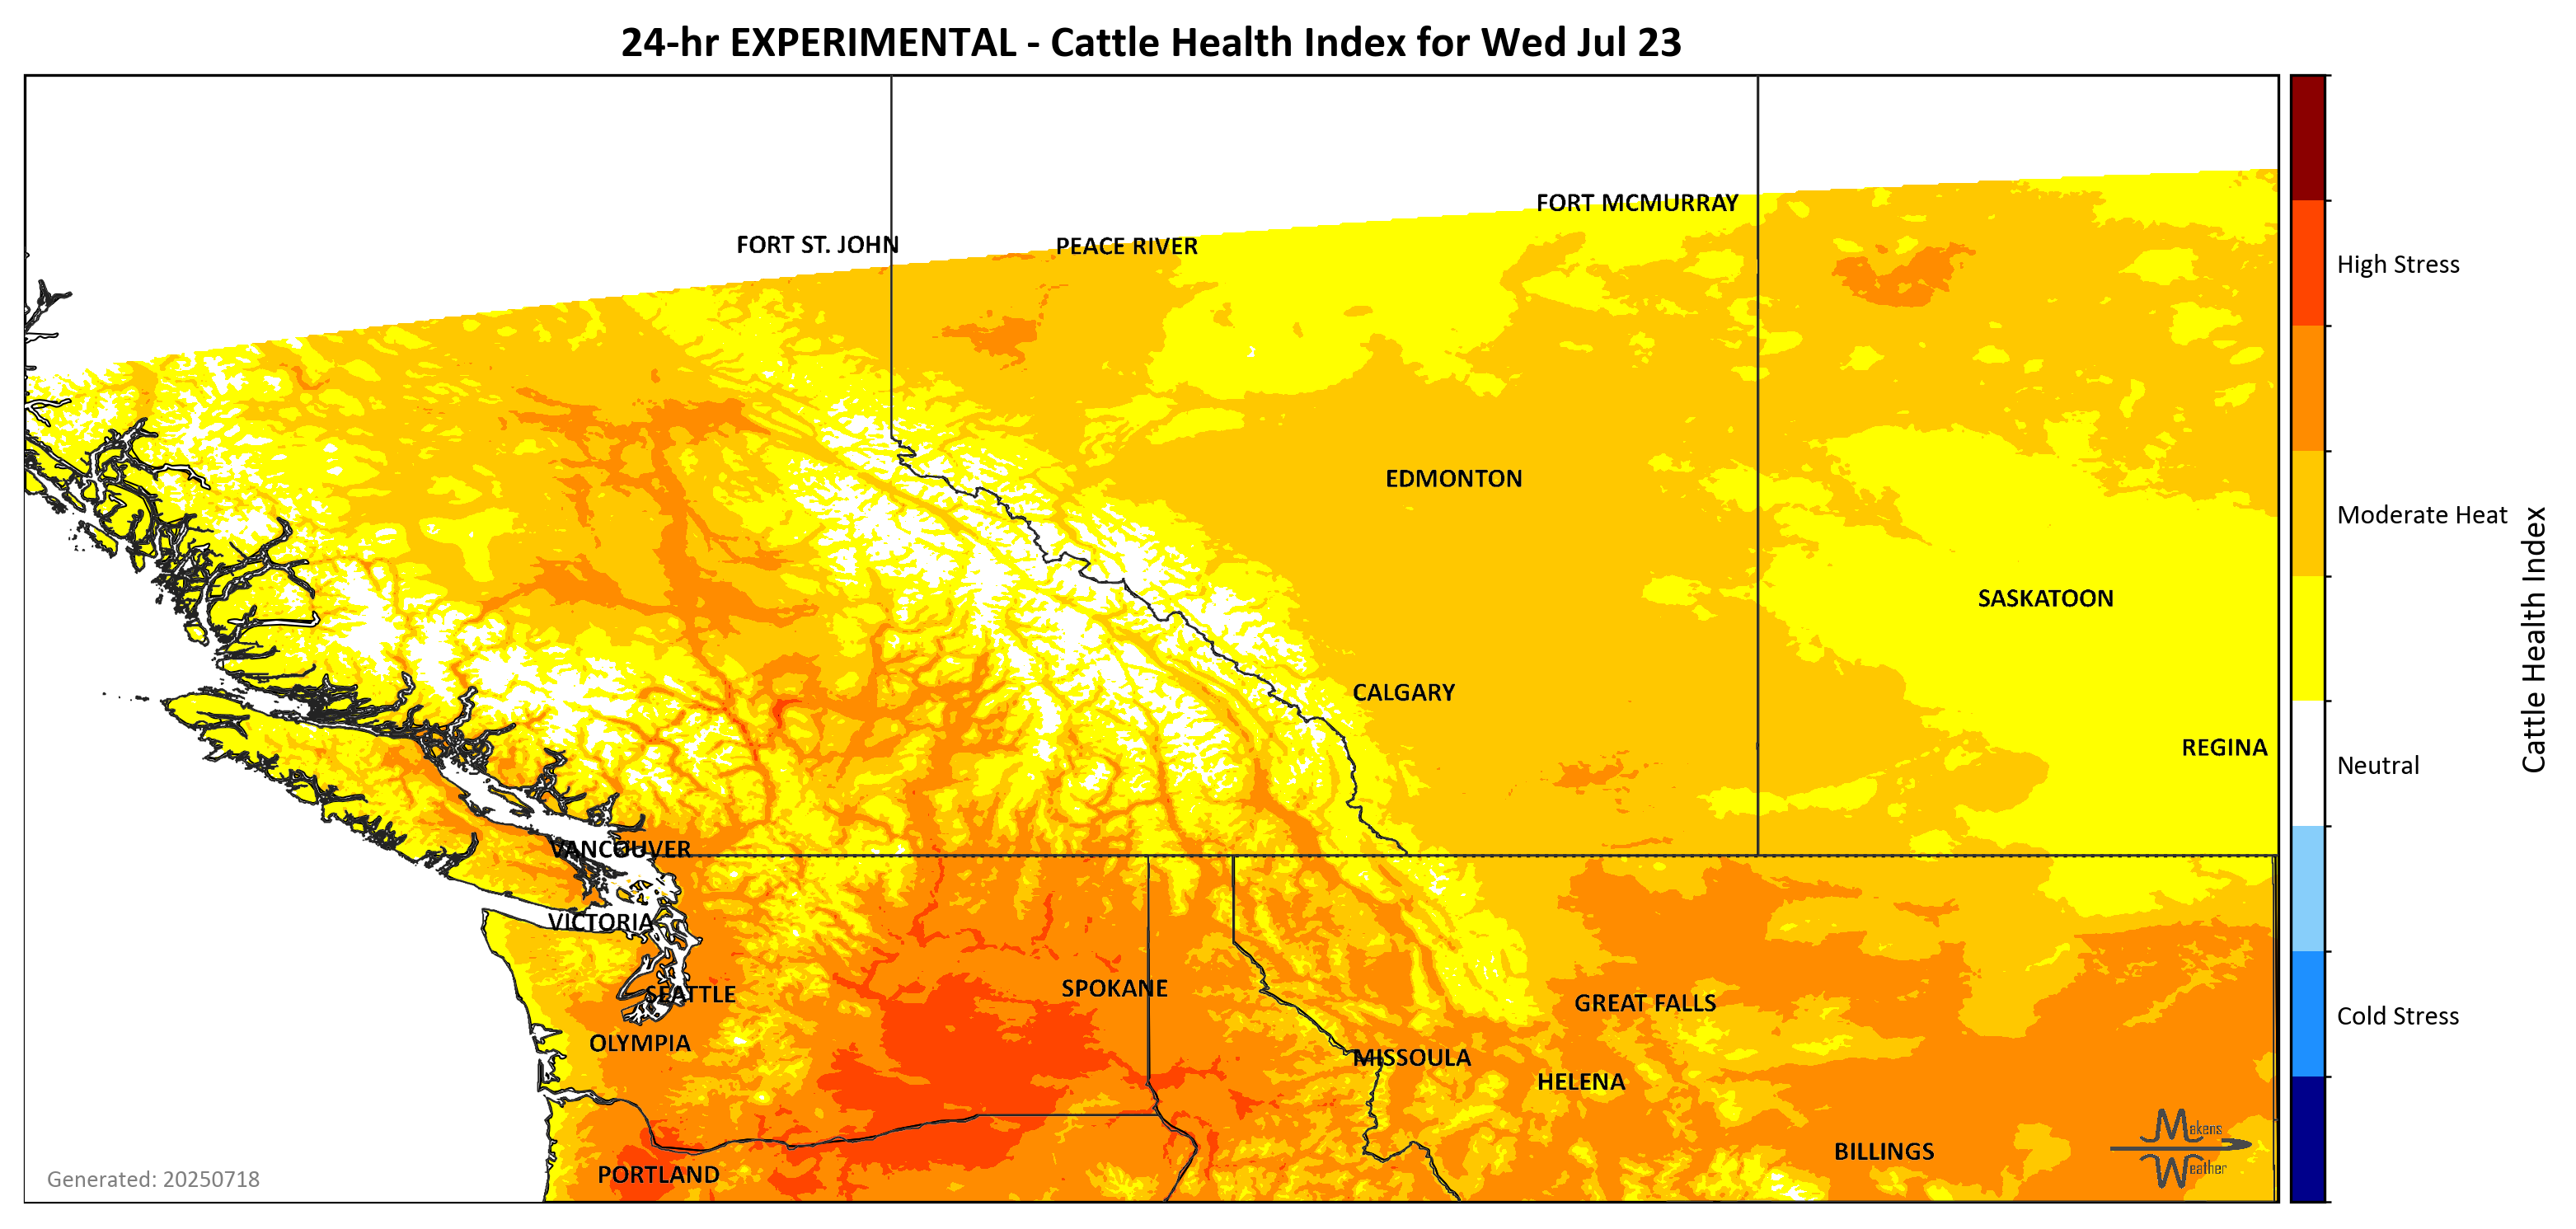 24-hr EXPERIMENTAL - Cattle Health Index for Wed Jul 23
FORT MCMURRAY
FORT ST. JOHN
PEACE RIVER
High Stress
EDMONTON
Moderate Heat
SASKATOON
CALGARY
REGINA
Neutral
Cattle Health Index
VANCOUVER
VICTORIA
SPOKANE
SEATTLE
GREAT FALLS
Cold Stress
OLYMPIA
MISSOULA
HELENA
Makens
Weather
BILLINGS
PORTLAND
Generated: 20250718